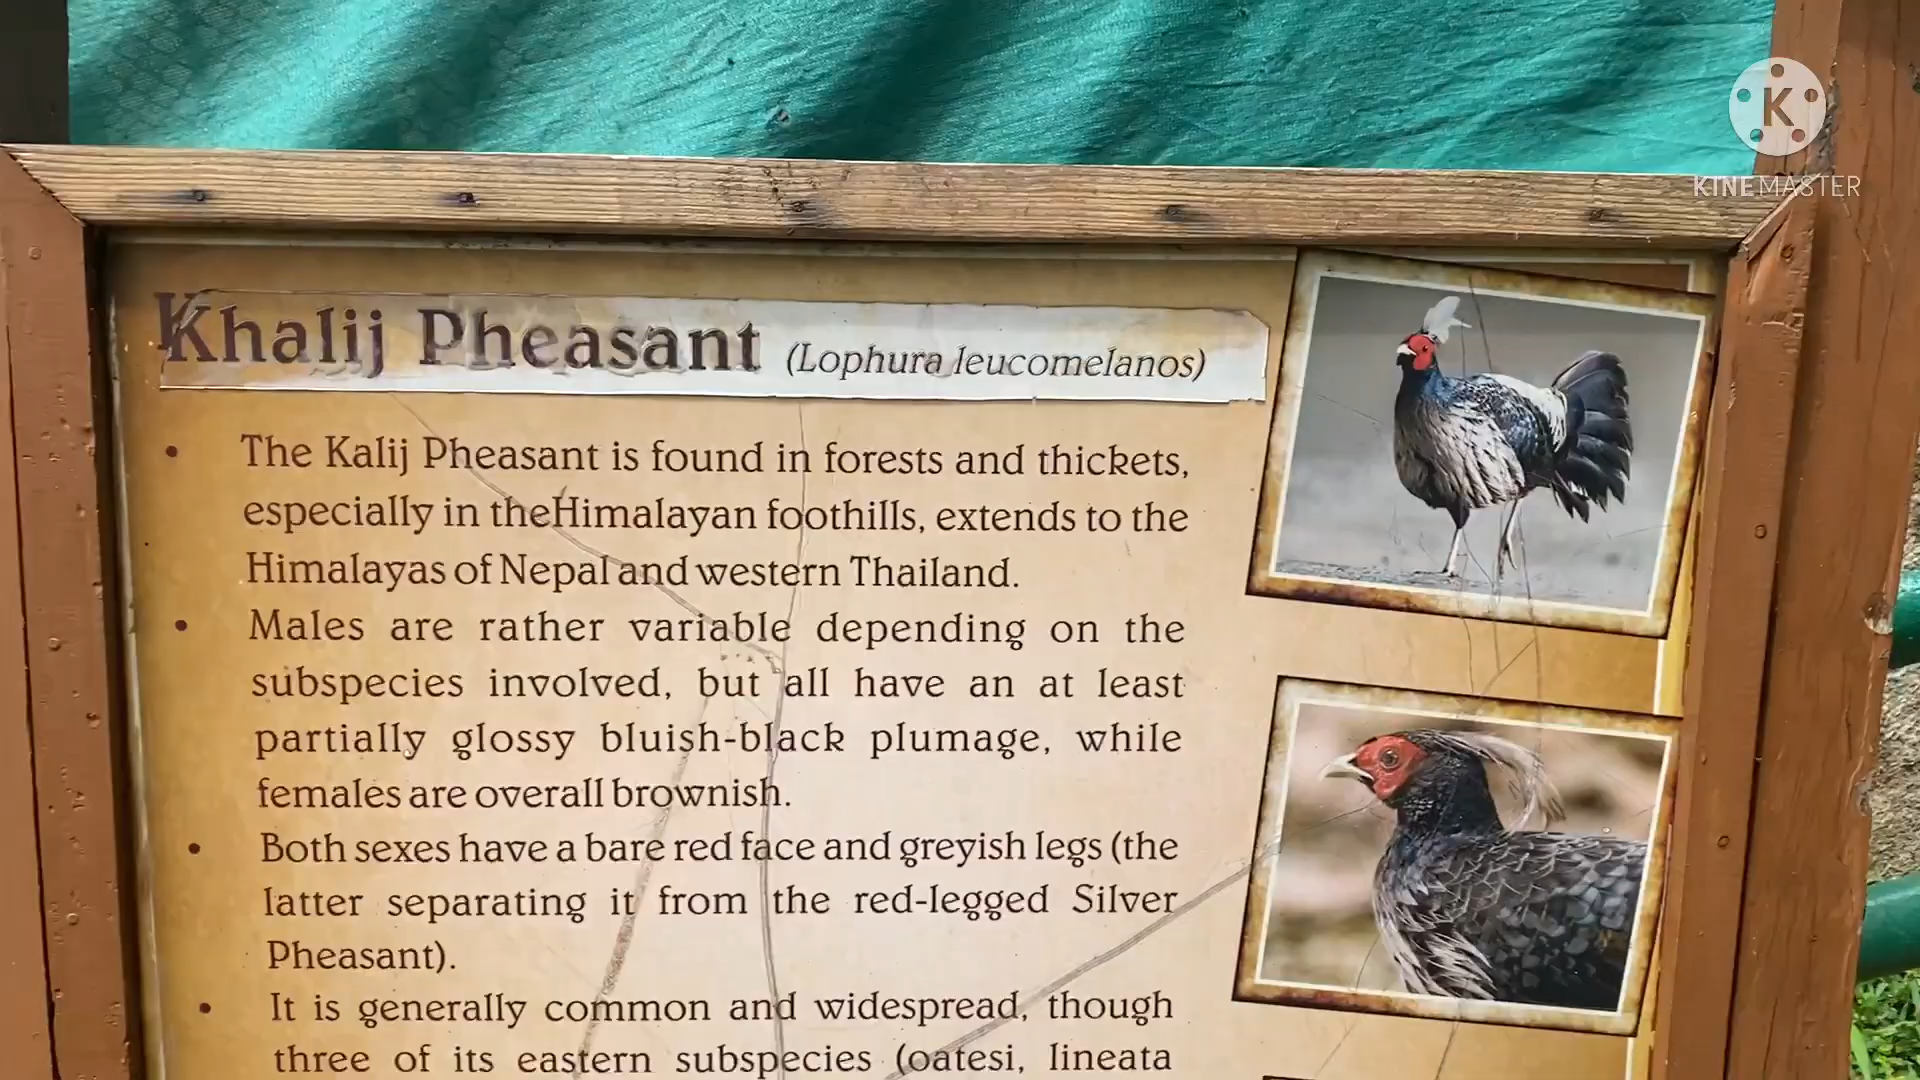 K
KINEMASTER
Khalij Pheasant (Lophura leucomelanos)
• The Kalij Pheasant is found in forests and thickets,
especially in theHimalayan foothills, extends to the
Himalayas of Nepal and western Thailand.
• Males are rather variable depending on the
subspecies involved, but all have an at least
partially glossy bluish-black plumage, while
females are overall brownish.
• Both sexes have a bare red face and greyish legs (the
latter separating it from the red-legged Silver
Pheasant).
• It is generally common and widespread, though
three of its eastern subspecies (oatesi, lineata